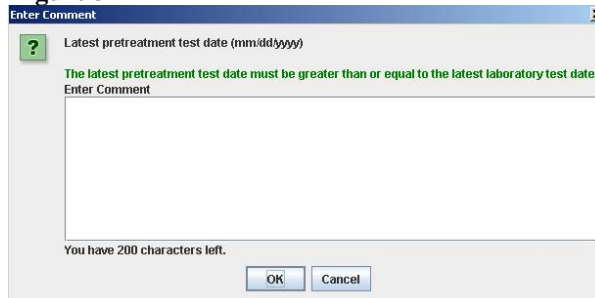 Enter Comment
?
Latest pretreatment test date (mm/dd/yyyy)
The latest pretreatment test date must be greater than or equal to the latest laboratory test date
Enter Comment
You have 200 characters left.
OK Cancel